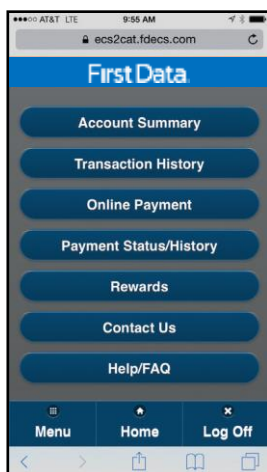 AT&T LTE 9:55 AM
ecs2cat.fdecs.com
First Data.
Account Summary
Transaction History
Online Payment
Payment Status/History
Rewards
Contact Us
Help/FAQ
Menu Home Log Off